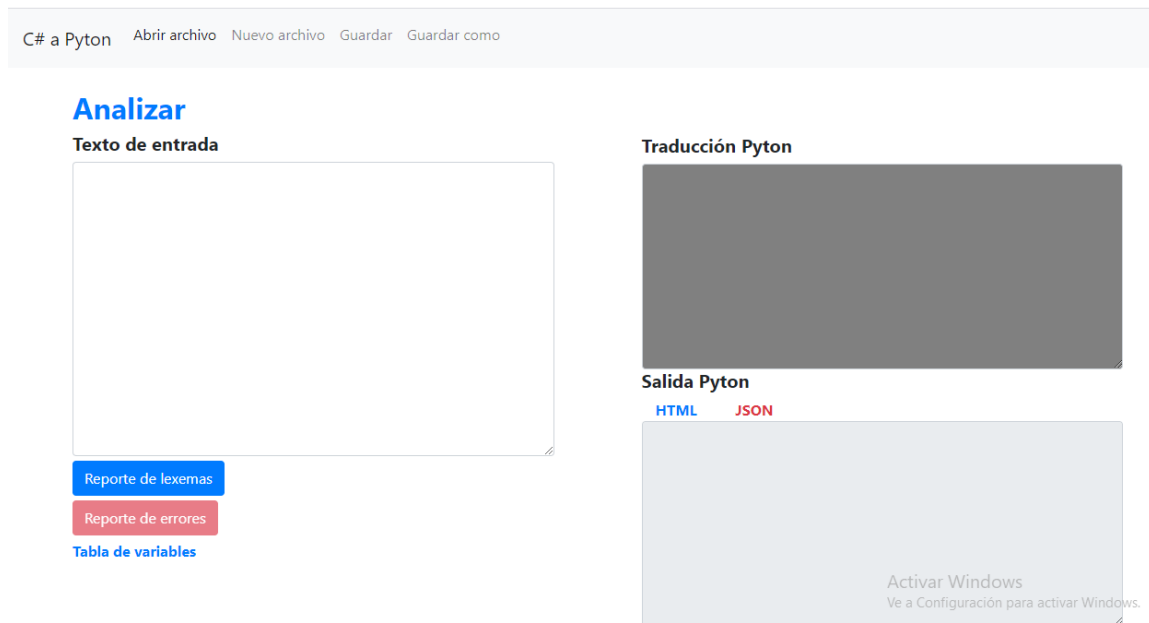 C# a Pyton Abrir archivo Nuevo archivo Guardar Guardar como
Analizar
Texto de entrada
Reporte de lexemas
Reporte de errores
Tabla de variables
Traducción Pyton
Salida Pyton
HTML JSON
Activar Windows
Ve a Configuración para activar Windows.